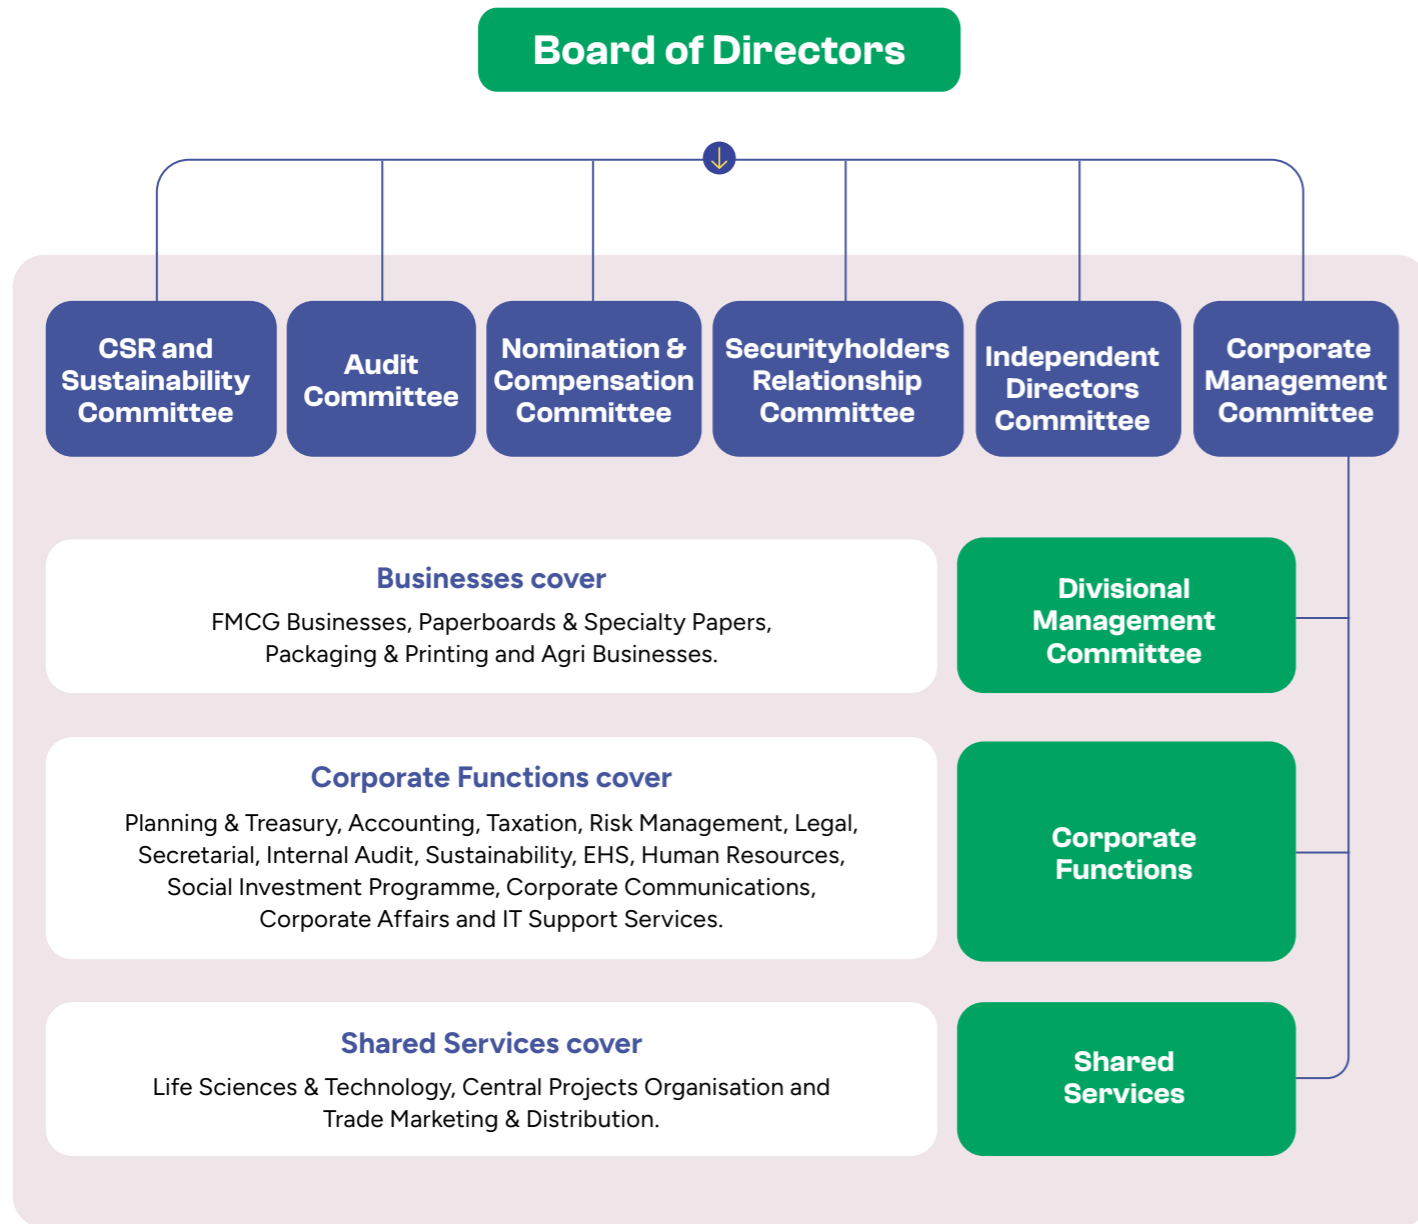 Board of Directors
CSR and
Sustainability
Committee
Audit
Committee
Nomination &
Compensation
Committee
Securityholders
Relationship
Committee
Independent
Directors
Committee
Corporate
Management
Committee
Businesses cover
FMCG Businesses, Paperboards & Specialty Papers,
Packaging & Printing and Agri Businesses.
Divisional
Management
Committee
Corporate Functions cover
Planning & Treasury, Accounting, Taxation, Risk Management, Legal,
Secretarial, Internal Audit, Sustainability, EHS, Human Resources,
Social Investment Programme, Corporate Communications,
Corporate Affairs and IT Support Services.
Corporate
Functions
Shared Services cover
Life Sciences & Technology, Central Projects Organisation and
Trade Marketing & Distribution.
Shared
Services